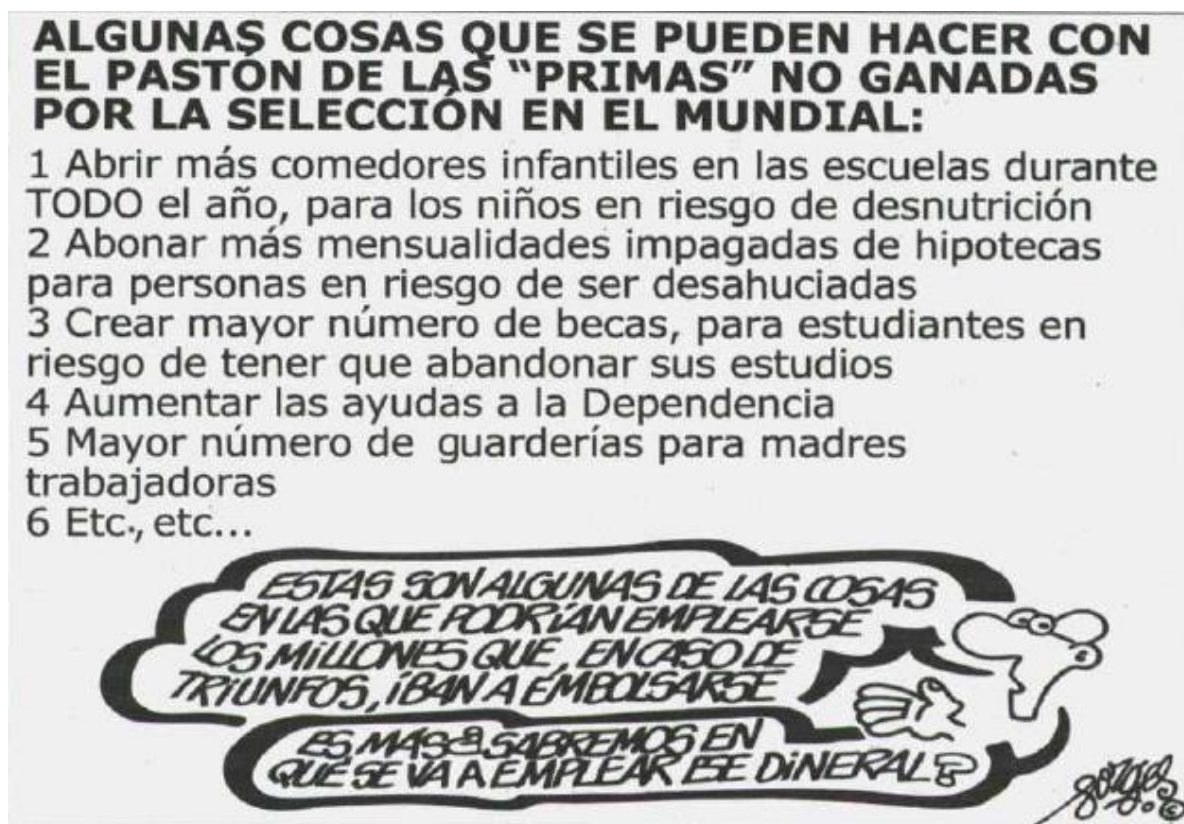 ALGUNAS COSAS QUE SE PUEDEN HACER CON
EL PASTÓN DE LAS “PRIMAS” NO GANADAS
POR LA SELECCIÓN EN EL MUNDIAL:
1 Abrir más comedores infantiles en las escuelas durante
TODO el año, para los niños en riesgo de desnutrición
2 Abonar más mensualidades impagadas de hipotecas
para personas en riesgo de ser desahuciadas
3 Crear mayor número de becas, para estudiantes en
riesgo de tener que abandonar sus estudios
4 Aumentar las ayudas a la Dependencia
5 Mayor número de guarderías para madres
trabajadoras
6 Etc., etc...
ESTAS SON ALGUNAS DE LAS COSAS
EN LAS QUE PODRÍAN EMPLEARSE
LOS MILLONES QUE, EN CASO DE
TRIUNFOS, IBAN A EMBOLSARSE
ES MAS ¿SABREMOS EN
QUÉ SE VA A EMPLEAR ESE DINERAL?
Forges
©